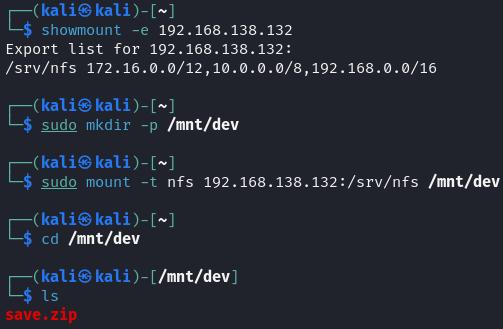 ┌──(kali㉿kali)-[~]
└─$ showmount -e 192.168.138.132
Export list for 192.168.138.132:
/srv/nfs 172.16.0.0/12,10.0.0.0/8,192.168.0.0/16
┌──(kali㉿kali)-[~]
└─$ sudo mkdir -p /mnt/dev
┌──(kali㉿kali)-[~]
└─$ sudo mount -t nfs 192.168.138.132:/srv/nfs /mnt/dev
┌──(kali㉿kali)-[~]
└─$ cd /mnt/dev
┌──(kali㉿kali)-[/mnt/dev]
└─$ ls
save.zip